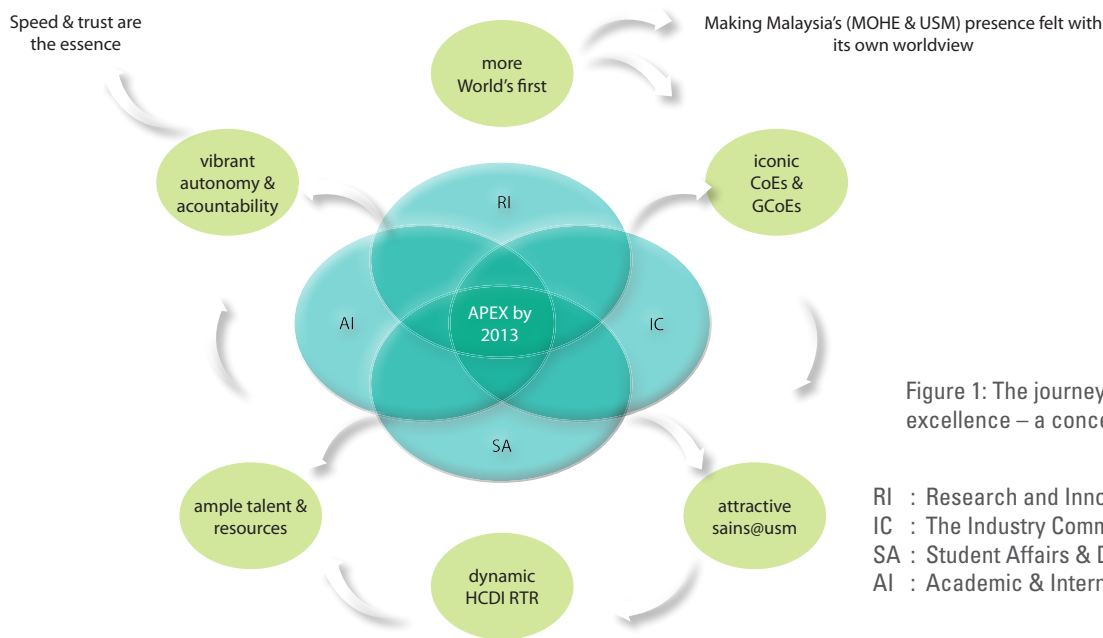 Speed & trust are
the essence
more
World's first
Making Malaysia's (MOHE & USM) presence felt with
its own worldview
vibrant
autonomy &
acountability
iconic
CoEs &
GCoEs
RI
AI
APEX by
2013
IC
SA
ample talent &
resources
attractive
sains@usm
dynamic
HCDI RTR
Figure 1: The journey
excellence – a conce
RI : Research and Inno
IC : The Industry Comm
SA : Student Affairs & D
AI : Academic & Intern